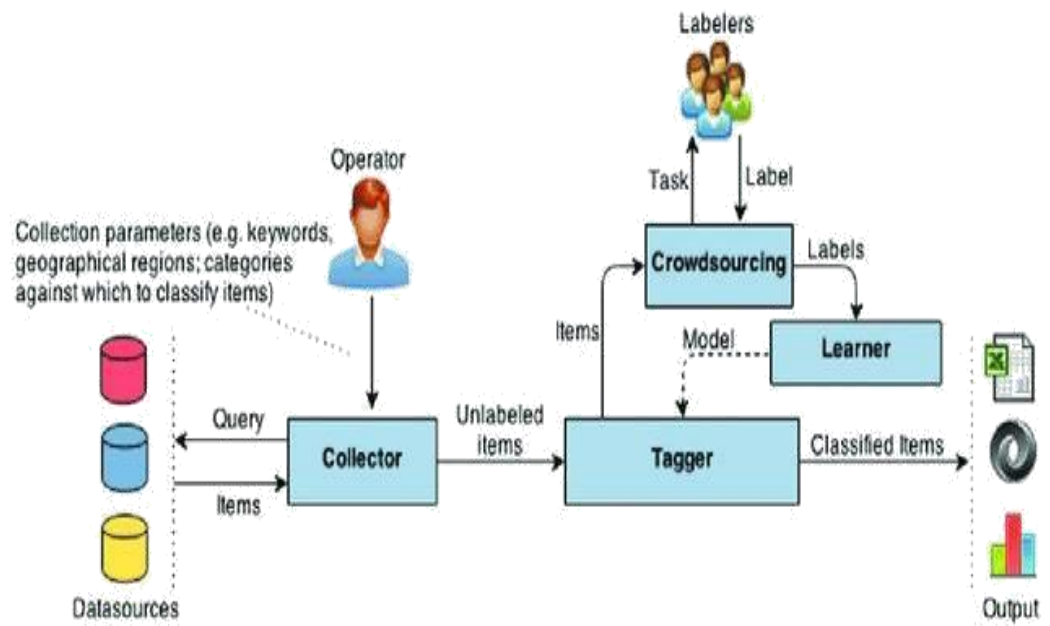 Labelers
Operator
Task
Label
Collection parameters (e.g. keywords,
geographical regions; categories
against which to classify items)
Crowdsourcing
Labels
Items
Model
Learner
X
Query
Unlabeled
items
Collector
Tagger
Classified Items
Items
Datasources
Output